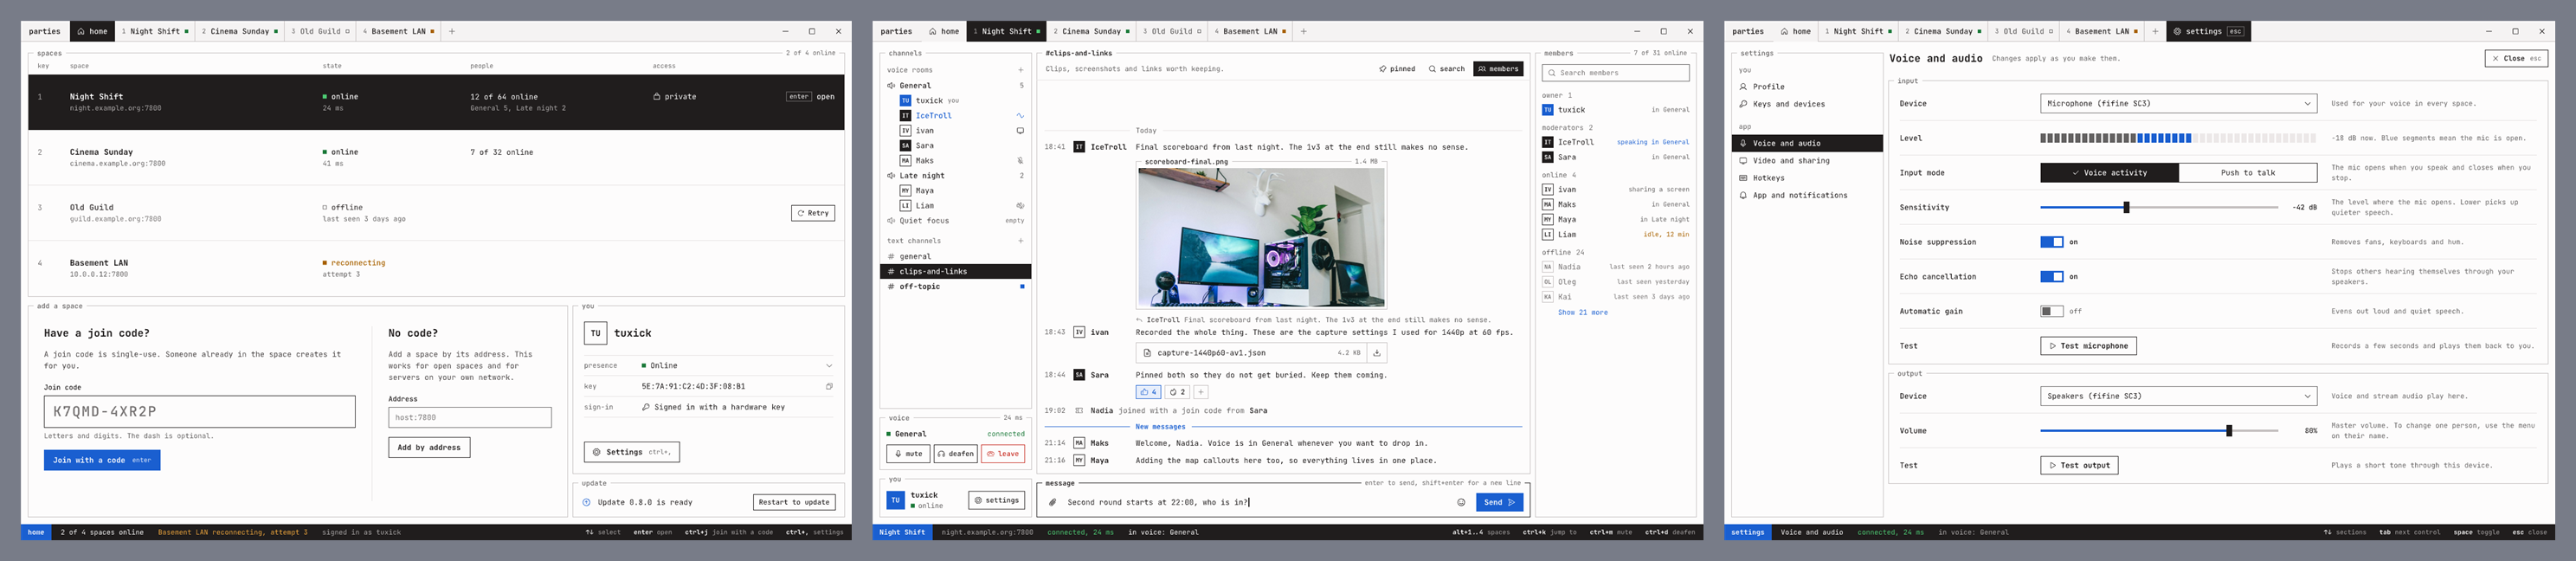 parties home 1 Night Shift 2 Cinema Sunday 3 Old Guild 4 Basement LAN
spaces 2 of 4 online
key space state people access
1 Night Shift online 12 of 64 online private enter open
night.example.org:7800 24 ms General 5, Late night 2
2 Cinema Sunday online 7 of 32 online
cinema.example.org:7800 41 ms
3 Old Guild offline Retry
guild.example.org:7800 last seen 3 days ago
4 Basement LAN reconnecting
10.0.0.12:7800 attempt 3
add a space
Have a join code?
A join code is single-use. Someone already in the space creates it
for you.
Join code
K7QMD-4XR2P
Letters and digits. The dash is optional.
Join with a code enter
No code?
Add a space by its address. This
works for open spaces and for
servers on your own network.
Address
host:7800
Add by address
you
TU tuxick
presence Online
key 5E:7A:91:C2:4D:3F:08:B1
sign-in Signed in with a hardware key
Settings ctrl+,
update
Update 0.8.0 is ready Restart to update
home 2 of 4 spaces online Basement LAN reconnecting, attempt 3 signed in as tuxick ↑↓ select enter open ctrl+j join with a code ctrl+, settings
parties home 1 Night Shift 2 Cinema Sunday 3 Old Guild 4 Basement LAN
channels
voice rooms
General 5
TU tuxick you
IT IceTroll
IV ivan
SA Sara
MA Maks
Late night 2
MY Maya
LI Liam
Quiet focus empty
text channels
# general
# clips-and-links
# off-topic
voice 24 ms
General connected
mute deafen leave
you
TU tuxick settings
online
#clips-and-links
Clips, screenshots and links worth keeping. pinned search members
Today
18:41 IT IceTroll Final scoreboard from last night. The 1v3 at the end still makes no sense.
scoreboard-final.png 1.4 MB
IceTroll Final scoreboard from last night. The 1v3 at the end still makes no sense.
18:43 IV ivan Recorded the whole thing. These are the capture settings I used for 1440p at 60 fps.
capture-1440p60-av1.json 4.2 KB
18:44 SA Sara Pinned both so they do not get buried. Keep them coming.
4 2 +
19:02 Nadia joined with a join code from Sara
New messages
21:14 MA Maks Welcome, Nadia. Voice is in General whenever you want to drop in.
21:16 MY Maya Adding the map callouts here too, so everything lives in one place.
message enter to send, shift+enter for a new line
Second round starts at 22:00, who is in? Send
members 7 of 31 online
Search members
owner 1
TU tuxick in General
moderators 2
IT IceTroll speaking in General
SA Sara in General
online 4
IV ivan sharing a screen
MA Maks in General
MY Maya in Late night
LI Liam idle, 12 min
offline 24
NA Nadia last seen 2 hours ago
OL Oleg last seen yesterday
KA Kai last seen 3 days ago
Show 21 more
Night Shift night.example.org:7800 connected, 24 ms in voice: General alt+1..4 spaces ctrl+k jump to ctrl+m mute ctrl+d deafen
parties home 1 Night Shift 2 Cinema Sunday 3 Old Guild 4 Basement LAN settings esc
settings
you
Profile
Keys and devices
app
Voice and audio
Video and sharing
Hotkeys
App and notifications
Voice and audio Changes apply as you make them. Close esc
input
Device Microphone (fifine SC3) Used for your voice in every space.
Level -18 dB now. Blue segments mean the mic is open.
Input mode Voice activity Push to talk The mic opens when you speak and closes when you
stop.
Sensitivity -42 dB The level where the mic opens. Lower picks up
quieter speech.
Noise suppression on Removes fans, keyboards and hum.
Echo cancellation on Stops others hearing themselves through your
speakers.
Automatic gain off Evens out loud and quiet speech.
Test Test microphone Records a few seconds and plays them back to you.
output
Device Speakers (fifine SC3) Voice and stream audio play here.
Volume 80% Master volume. To change one person, use the menu
on their name.
Test Test output Plays a short tone through this device.
settings Voice and audio connected, 24 ms in voice: General ↑↓ sections tab next control space toggle esc close